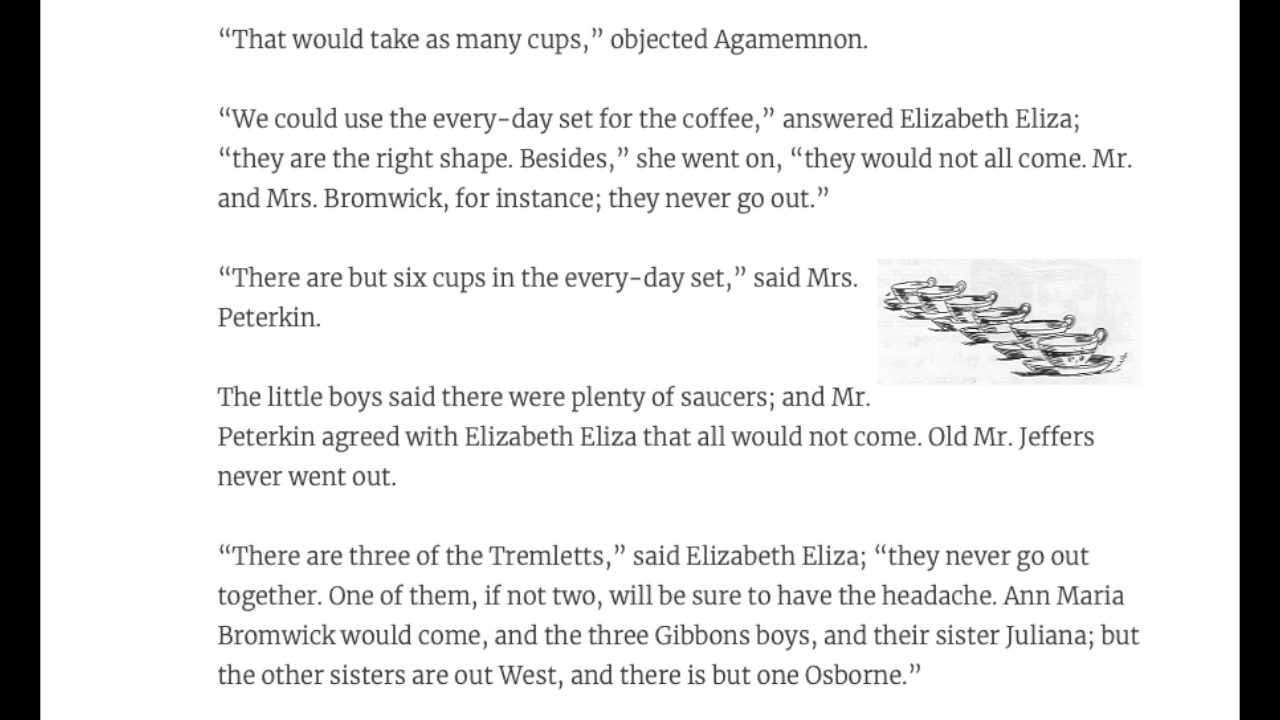 “That would take as many cups,” objected Agamemnon.
“We could use the every-day set for the coffee,” answered Elizabeth Eliza;
“they are the right shape. Besides,” she went on, “they would not all come. Mr.
and Mrs. Bromwick, for instance; they never go out.”
“There are but six cups in the every-day set,” said Mrs.
Peterkin.
The little boys said there were plenty of saucers; and Mr.
Peterkin agreed with Elizabeth Eliza that all would not come. Old Mr. Jeffers
never went out.
“There are three of the Tremletts,” said Elizabeth Eliza; “they never go out
together. One of them, if not two, will be sure to have the headache. Ann Maria
Bromwick would come, and the three Gibbons boys, and their sister Juliana; but
the other sisters are out West, and there is but one Osborne.”